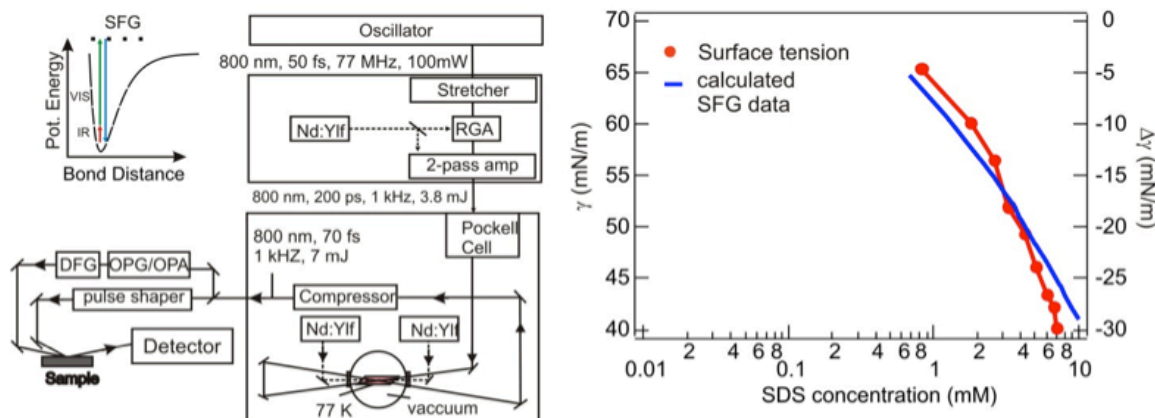 SFG
Pot. Energy
VIS
IR
Bond Distance
Oscillator
800 nm, 50 fs, 77 MHz, 100mW
Stretcher
Nd:Ylf
RGA
2-pass amp
800 nm, 200 ps, 1 kHz, 3.8 mJ
Pockell
Cell
800 nm, 70 fs
1 kHZ, 7 mJ
DFG
OPG/OPA
pulse shaper
Compressor
Nd:Ylf
Nd:Ylf
Detector
Sample
77 K
vaccuum
Surface tension
calculated
SFG data
γ (mN/m)
70
65
60
55
50
45
40
Δγ (mN/m)
0
-5
-10
-15
-20
-25
-30
0.01
2
4
6 8
0.1
2
4
6 8
1
2
4
6 8
10
SDS concentration (mM)